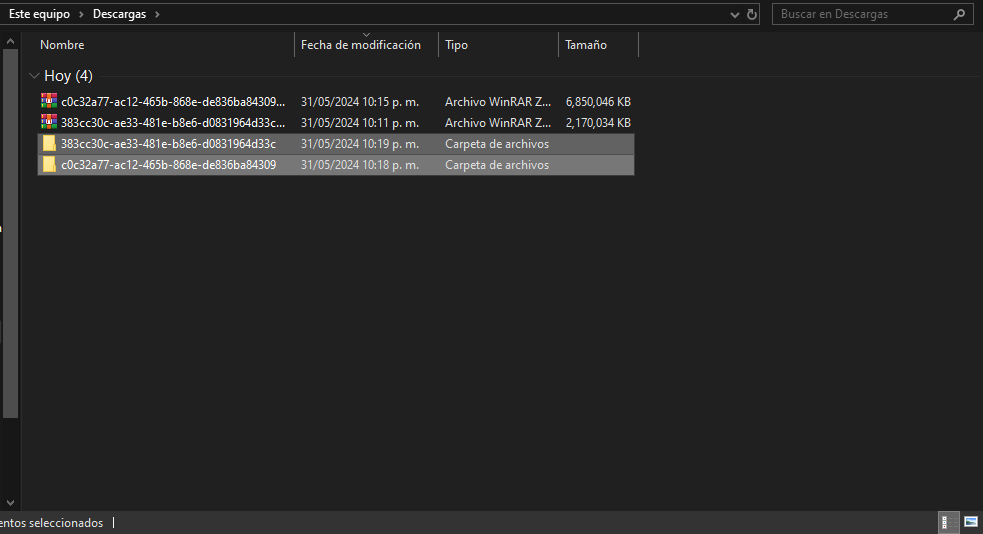 Este equipo > Descargas >
Buscar en Descargas
Nombre Fecha de modificación Tipo Tamaño
Hoy (4)
c0c32a77-ac12-465b-868e-de836ba84309... 31/05/2024 10:15 p. m. Archivo WinRAR Z... 6,850,046 KB
383cc30c-ae33-481e-b8e6-d0831964d33c... 31/05/2024 10:11 p. m. Archivo WinRAR Z... 2,170,034 KB
383cc30c-ae33-481e-b8e6-d0831964d33c 31/05/2024 10:19 p. m. Carpeta de archivos
c0c32a77-ac12-465b-868e-de836ba84309 31/05/2024 10:18 p. m. Carpeta de archivos
entos seleccionados